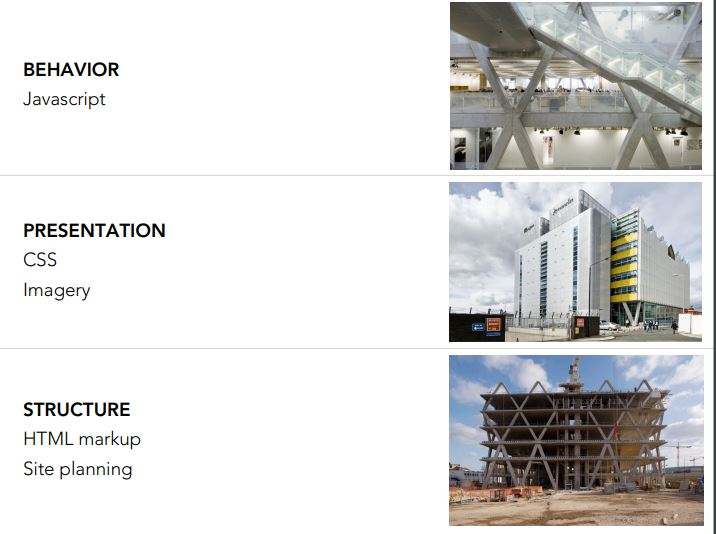 BEHAVIOR
Javascript
PRESENTATION
CSS
Imagery
STRUCTURE
HTML markup
Site planning